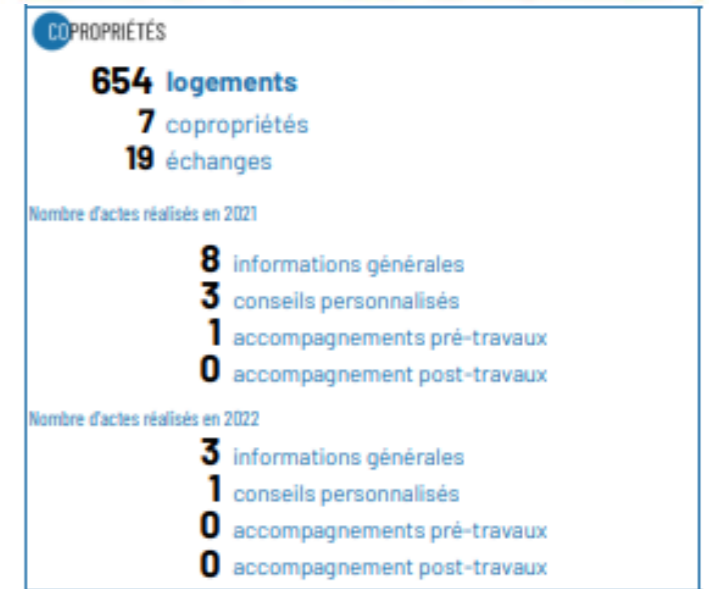 COPROPRIÉTÉS
654 logements
7 copropriétés
19 échanges
Nombre d'actes réalisés en 2021
8 informations générales
3 conseils personnalisés
1 accompagnements pré-travaux
0 accompagnement post-travaux
Nombre d'actes réalisés en 2022
3 informations générales
1 conseils personnalisés
0 accompagnements pré-travaux
0 accompagnement post-travaux